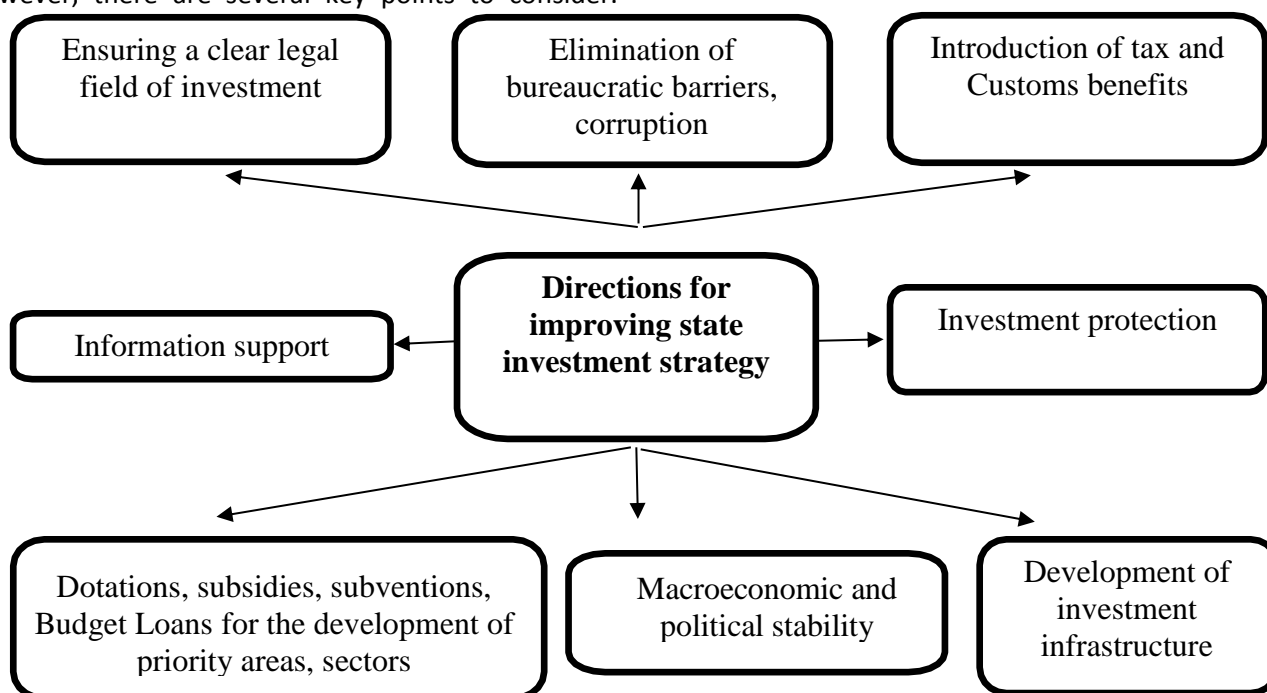 owever, there are several key points to consider.
Ensuring a clear legal
field of investment
Elimination of
bureaucratic barriers,
corruption
Introduction of tax and
Customs benefits
Information support
Directions for
improving state
investment strategy
Investment protection
Dotations, subsidies, subventions,
Budget Loans for the development of
priority areas, sectors
Macroeconomic and
political stability
Development of
investment
infrastructure